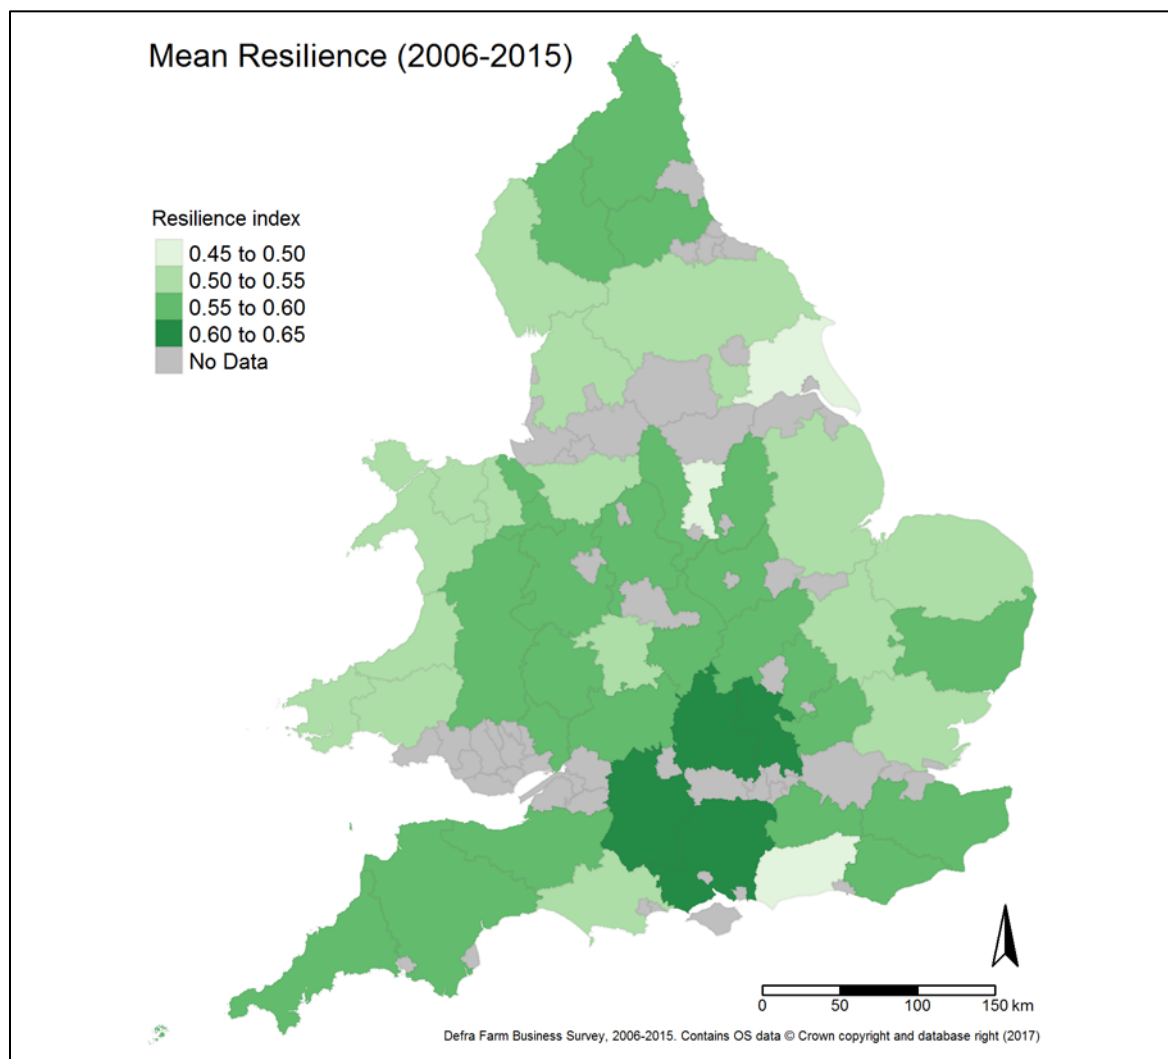 Mean Resilience (2006-2015)
Resilience index
0.45 to 0.50
0.50 to 0.55
0.55 to 0.60
0.60 to 0.65
No Data
0 50 100 150 km
Defra Farm Business Survey, 2006-2015. Contains OS data © Crown copyright and database right (2017)